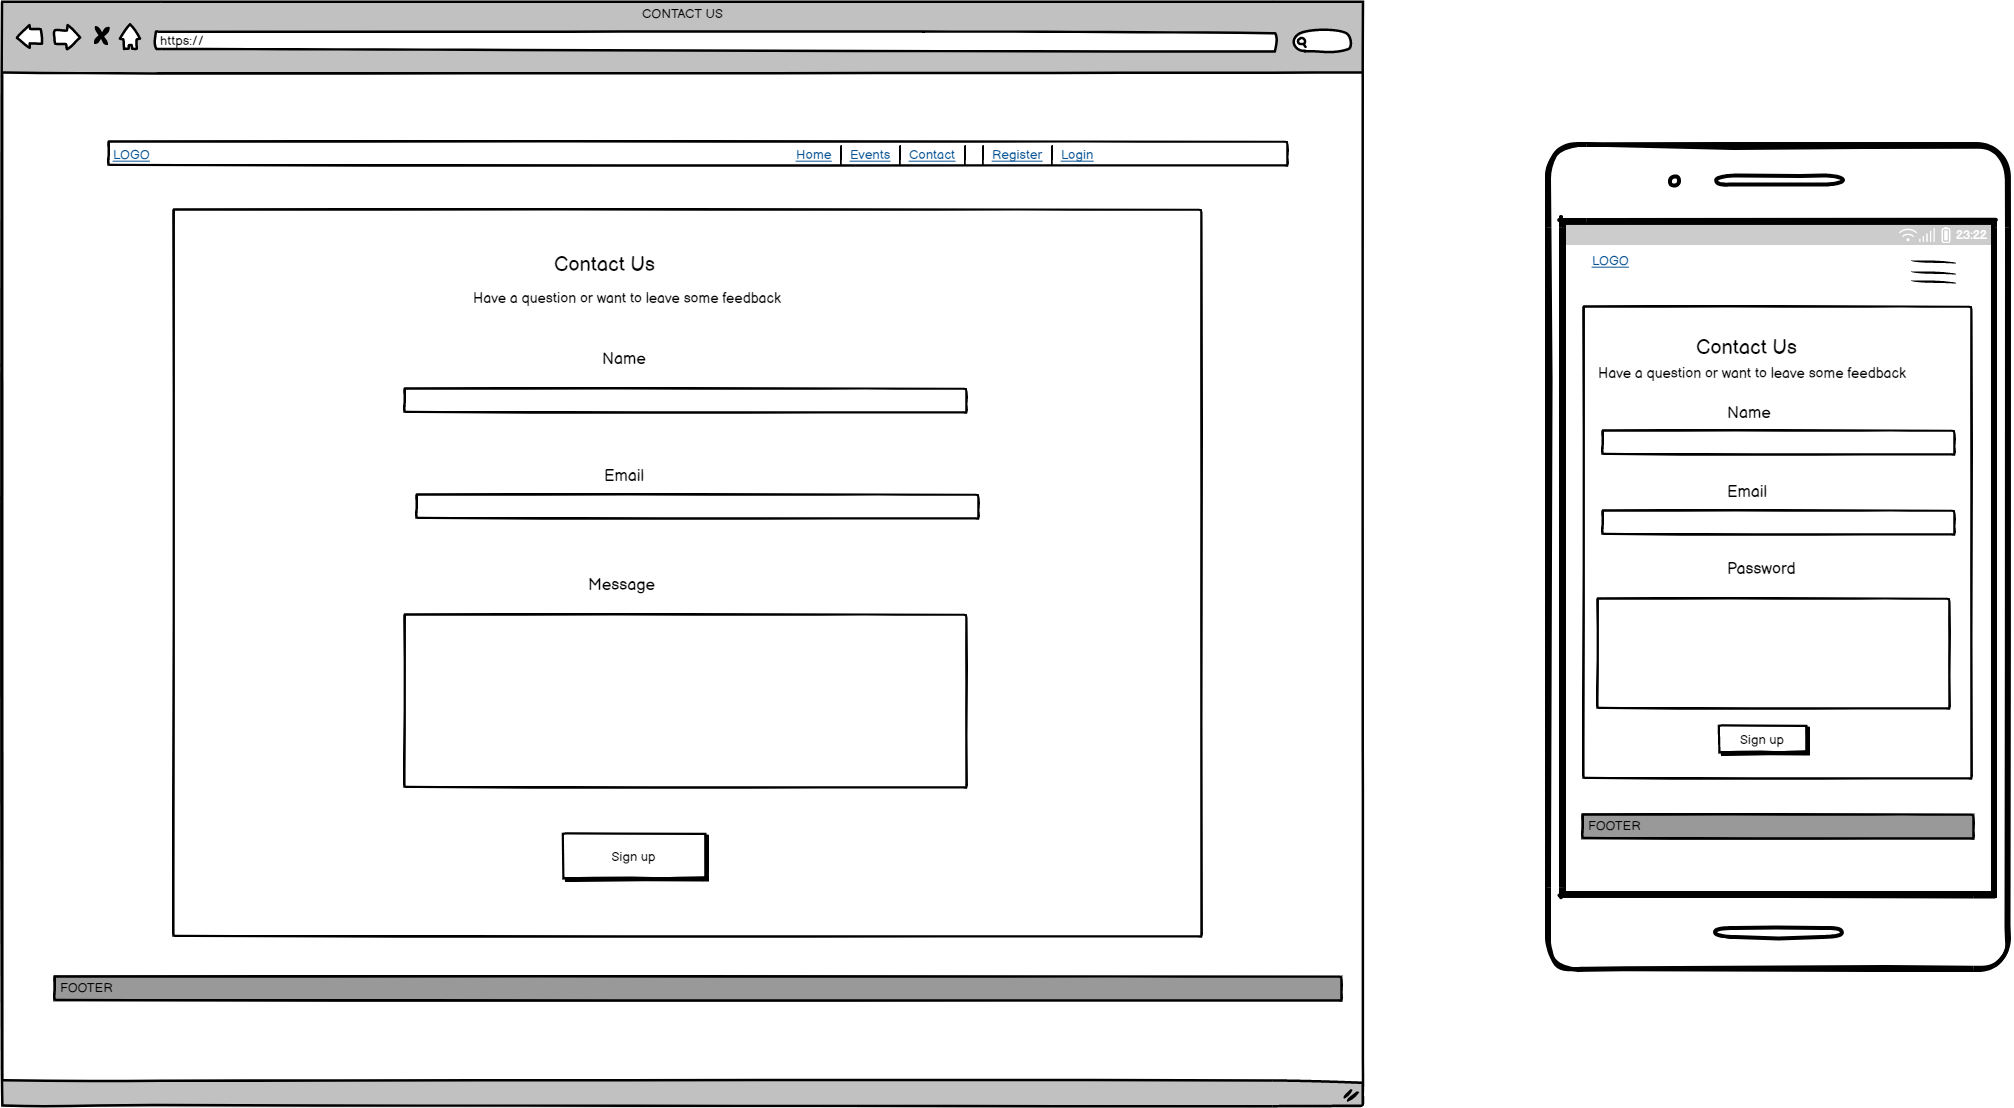 CONTACT US
https://
LOGO Home Events Contact Register Login
Contact Us
Have a question or want to leave some feedback
Name
Email
Message
Sign up
FOOTER
23:22
LOGO
Contact Us
Have a question or want to leave some feedback
Name
Email
Password
Sign up
FOOTER